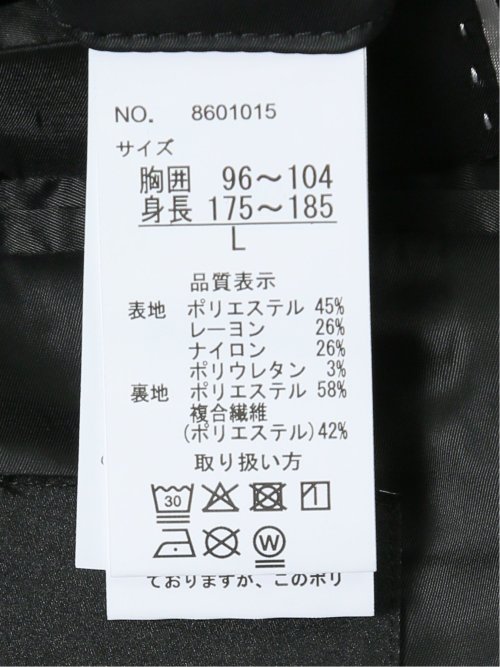 NO. 8601015
サイズ
胸囲 96～104
身長 175～185
L
品質表示
表地 ポリエステル 45%
レーヨン 26%
ナイロン 26%
ポリウレタン 3%
裏地 ポリエステル 58%
複合繊維
(ポリエステル)42%
取り扱い方
30
W
ておりますが、このポリ